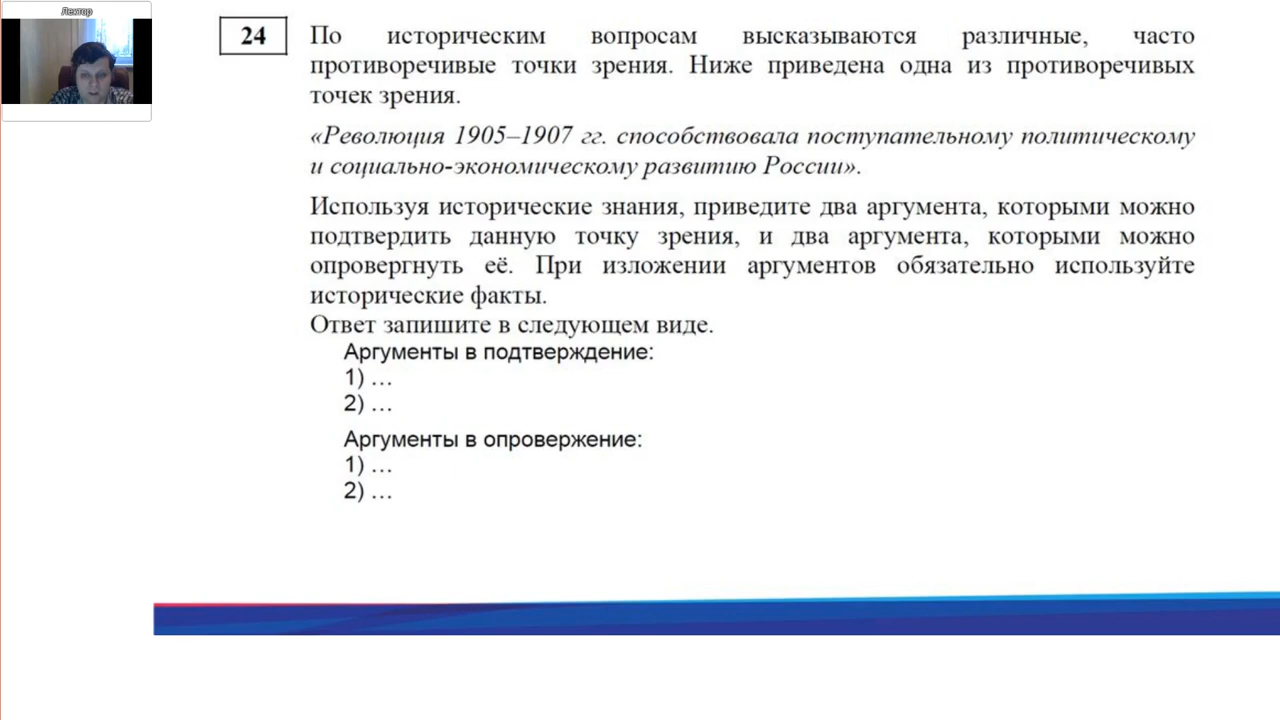 Лектор
24
По историческим вопросам высказываются различные, часто
противоречивые точки зрения. Ниже приведена одна из противоречивых
точек зрения.
«Революция 1905–1907 гг. способствовала поступательному политическому
и социально-экономическому развитию России».
Используя исторические знания, приведите два аргумента, которыми можно
подтвердить данную точку зрения, и два аргумента, которыми можно
опровергнуть её. При изложении аргументов обязательно используйте
исторические факты.
Ответ запишите в следующем виде.
Аргументы в подтверждение:
1) …
2) …
Аргументы в опровержение:
1) …
2) …